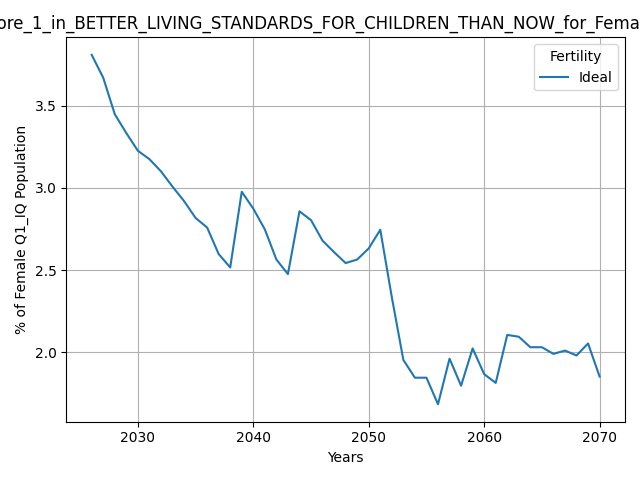 ore_1_in_BETTER_LIVING_STANDARDS_FOR_CHILDREN_THAN_NOW_for_Fema
Fertility
Ideal
% of Female Q1_IQ Population
3.5
3.0
2.5
2.0
2030 2040 2050 2060 2070
Years